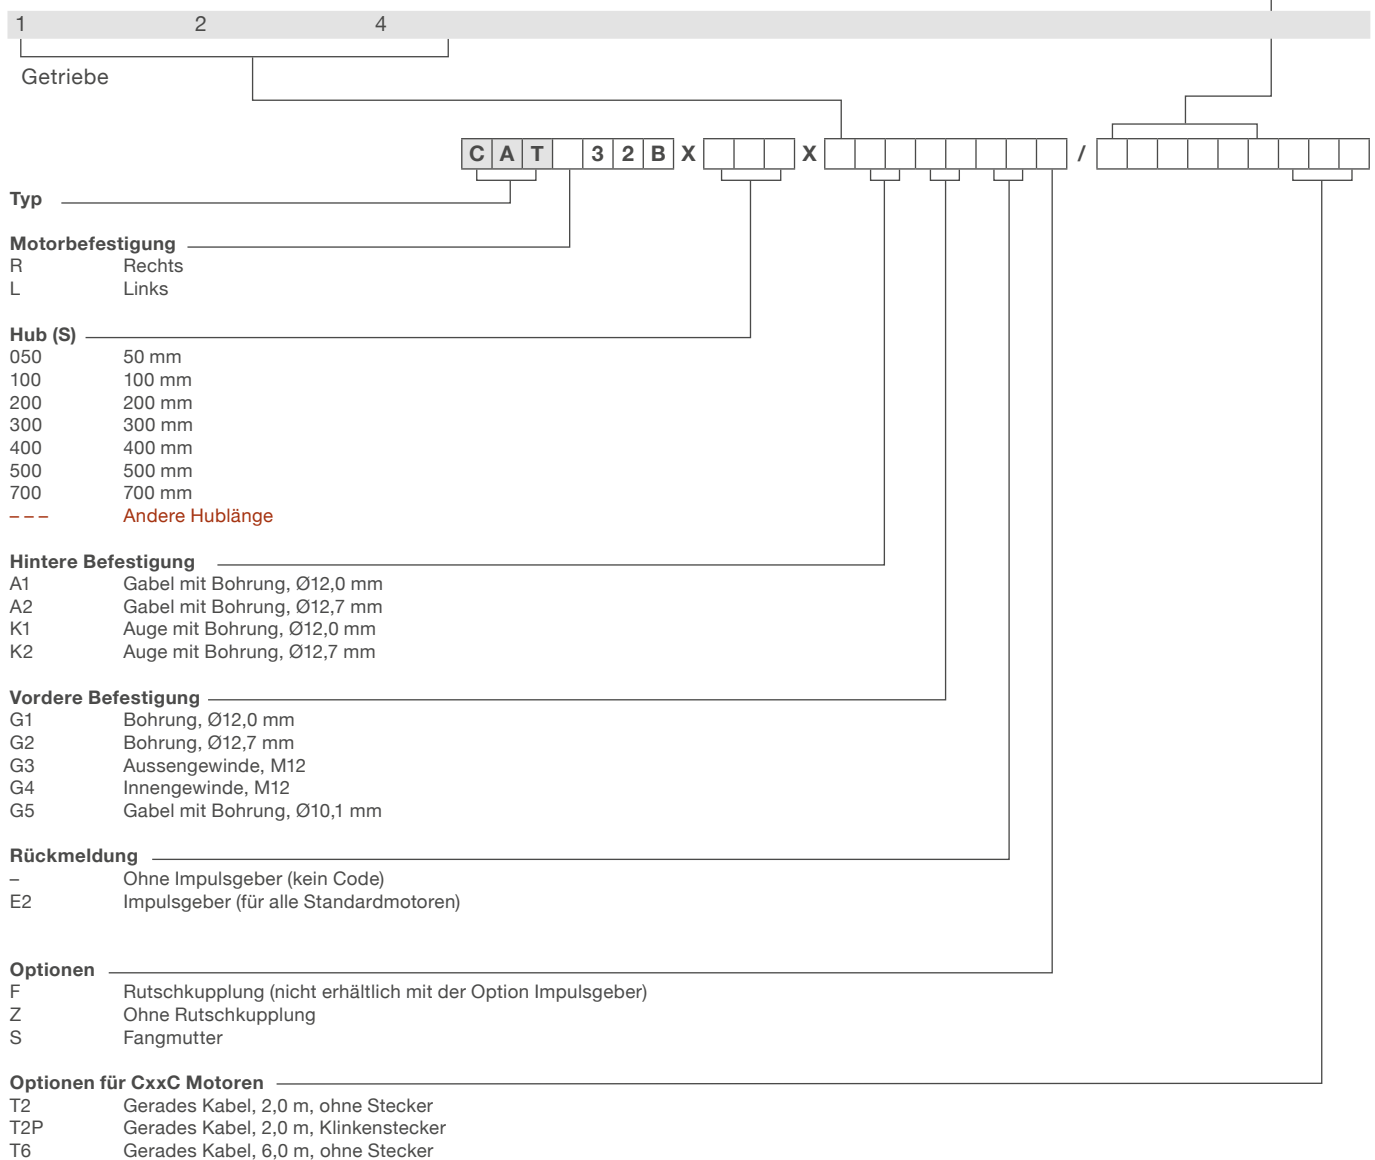 1 2 4
Getriebe
C A T 3 2 B X X /
Typ
Motorbefestigung
R Rechts
L Links
Hub (S)
050 50 mm
100 100 mm
200 200 mm
300 300 mm
400 400 mm
500 500 mm
700 700 mm
– – – Andere Hublänge
Hintere Befestigung
A1 Gabel mit Bohrung, Ø12,0 mm
A2 Gabel mit Bohrung, Ø12,7 mm
K1 Auge mit Bohrung, Ø12,0 mm
K2 Auge mit Bohrung, Ø12,7 mm
Vordere Befestigung
G1 Bohrung, Ø12,0 mm
G2 Bohrung, Ø12,7 mm
G3 Aussengewinde, M12
G4 Innengewinde, M12
G5 Gabel mit Bohrung, Ø10,1 mm
Rückmeldung
– Ohne Impulsgeber (kein Code)
E2 Impulsgeber (für alle Standardmotoren)
Optionen
F Rutschkupplung (nicht erhältlich mit der Option Impulsgeber)
Z Ohne Rutschkupplung
S Fangmutter
Optionen für CxxC Motoren
T2 Gerades Kabel, 2,0 m, ohne Stecker
T2P Gerades Kabel, 2,0 m, Klinkenstecker
T6 Gerades Kabel, 6,0 m, ohne Stecker